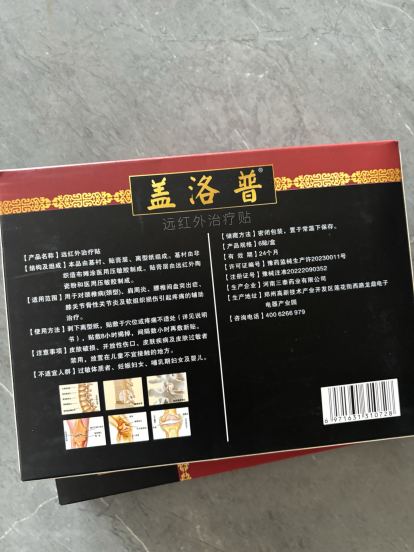 盖洛普®
远红外治疗贴
【产品名称】远红外治疗贴
【结构及组成】本品由基衬、贴膏层、离型纸组成。基衬由非
织造布裥涂医用压敏胶制成。贴膏层由远红外陶
瓷物和医用压敏胶制成。
【适用范围】用于对颈椎病(颈型)、肩周炎、腰椎间盘突出症、
膝关节骨性关节炎及软组织损伤引起疼痛的辅助
治疗。
【使用方法】剥下离型纸，贴敷于穴位或疼痛不适处（详见说明
书），贴敷8小时揭掉，间隔数小时再敷新贴。
【注意事项】皮肤破损、开放性伤口、皮肤疾病及皮肤过敏者
禁用，放置在儿童不宜接触的地方。
【不适宜人群】过敏体质者、妊娠妇女、哺乳期妇女及婴儿。
【储藏方法】密闭包装，置于常温下保存。
【产品规格】6贴/盒
【有 效 期】24个月
【许可证编号】豫药监械生产许20230011号
【注册证编号】豫械注准20222090352
【生产企业】河南三泰药业有限公司
【生产地址】郑州高新技术产业开发区莲花街西路金鼎电子
电器产业园
【咨询电话】400 6266 979
6971631310728